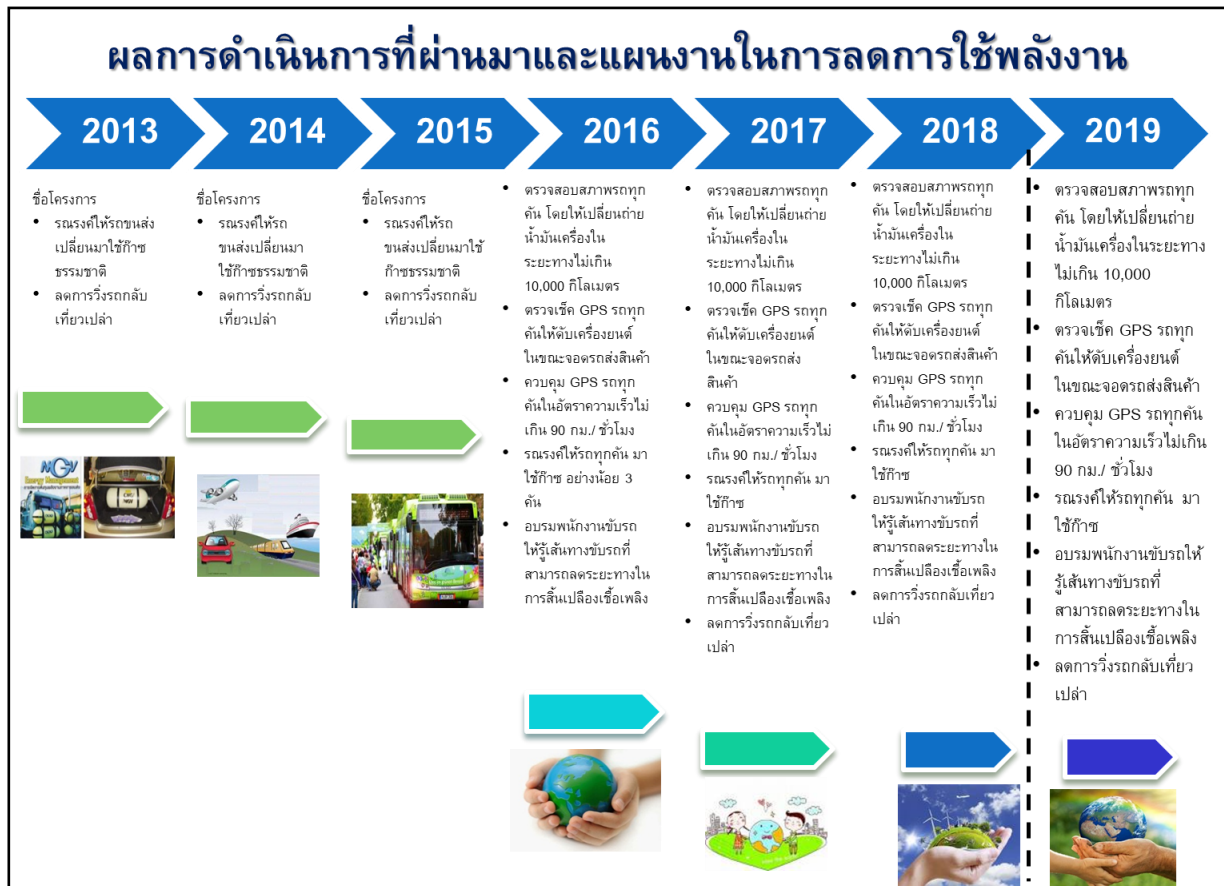 ผลการดำเนินการที่ผ่านมาและแผนงานในการลดการใช้พลังงาน
2013
2014
2015
2016
2017
2018
2019
ชื่อโครงการ
• รณรงค์ให้รถขนส่ง
เปลี่ยนมาใช้ก๊าซ
ธรรมชาติ
• ลดการวิ่งรถกลับ
เที่ยวเปล่า
ชื่อโครงการ
• รณรงค์ให้รถ
ขนส่งเปลี่ยนมา
ใช้ก๊าซธรรมชาติ
• ลดการวิ่งรถกลับ
เที่ยวเปล่า
ชื่อโครงการ
• รณรงค์ให้รถ
ขนส่งเปลี่ยนมาใช้
ก๊าซธรรมชาติ
• ลดการวิ่งรถกลับ
เที่ยวเปล่า
• ตรวจสอบสภาพรถทุก
คัน โดยให้เปลี่ยนถ่าย
น้ำมันเครื่องใน
ระยะทางไม่เกิน
10,000 กิโลเมตร
• ตรวจเช็ค GPS รถทุก
คันให้ดับเครื่องยนต์
ในขณะจอดรถส่งสินค้า
• ควบคุม GPS รถทุก
คันในอัตราความเร็วไม่
เกิน 90 กม./ ชั่วโมง
• รณรงค์ให้รถทุกคัน มา
ใช้ก๊าซ อย่างน้อย 3
คัน
• อบรมพนักงานขับรถ
ให้รู้เส้นทางขับรถที่
สามารถลดระยะทางใน
การสิ้นเปลืองเชื้อเพลิง
• ตรวจสอบสภาพรถทุก
คัน โดยให้เปลี่ยนถ่าย
น้ำมันเครื่องใน
ระยะทางไม่เกิน
10,000 กิโลเมตร
• ตรวจเช็ค GPS รถทุก
คันให้ดับเครื่องยนต์
ในขณะจอดรถส่ง
สินค้า
• ควบคุม GPS รถทุก
คันในอัตราความเร็วไม่
เกิน 90 กม./ ชั่วโมง
• รณรงค์ให้รถทุกคัน มา
ใช้ก๊าซ
• อบรมพนักงานขับรถ
ให้รู้เส้นทางขับรถที่
สามารถลดระยะทางใน
การสิ้นเปลืองเชื้อเพลิง
• ลดการวิ่งรถกลับเที่ยว
เปล่า
• ตรวจสอบสภาพรถทุก
คัน โดยให้เปลี่ยนถ่าย
น้ำมันเครื่องใน
ระยะทางไม่เกิน
10,000 กิโลเมตร
• ตรวจเช็ค GPS รถทุก
คันให้ดับเครื่องยนต์
ในขณะจอดรถส่งสินค้า
• ควบคุม GPS รถทุก
คันในอัตราความเร็วไม่
เกิน 90 กม./ ชั่วโมง
• รณรงค์ให้รถทุกคัน มา
ใช้ก๊าซ
• อบรมพนักงานขับรถ
ให้รู้เส้นทางขับรถที่
สามารถลดระยะทางใน
การสิ้นเปลืองเชื้อเพลิง
• ลดการวิ่งรถกลับเที่ยว
เปล่า
• ตรวจสอบสภาพรถทุก
คัน โดยให้เปลี่ยนถ่าย
น้ำมันเครื่องในระยะทาง
ไม่เกิน 10,000
กิโลเมตร
• ตรวจเช็ค GPS รถทุก
คันให้ดับเครื่องยนต์
ในขณะจอดรถส่งสินค้า
• ควบคุม GPS รถทุกคัน
ในอัตราความเร็วไม่เกิน
90 กม./ ชั่วโมง
• รณรงค์ให้รถทุกคัน มา
ใช้ก๊าซ
• อบรมพนักงานขับรถให้
รู้เส้นทางขับรถที่
สามารถลดระยะทางใน
การสิ้นเปลืองเชื้อเพลิง
• ลดการวิ่งรถกลับเที่ยว
เปล่า
NGV
Energy Management